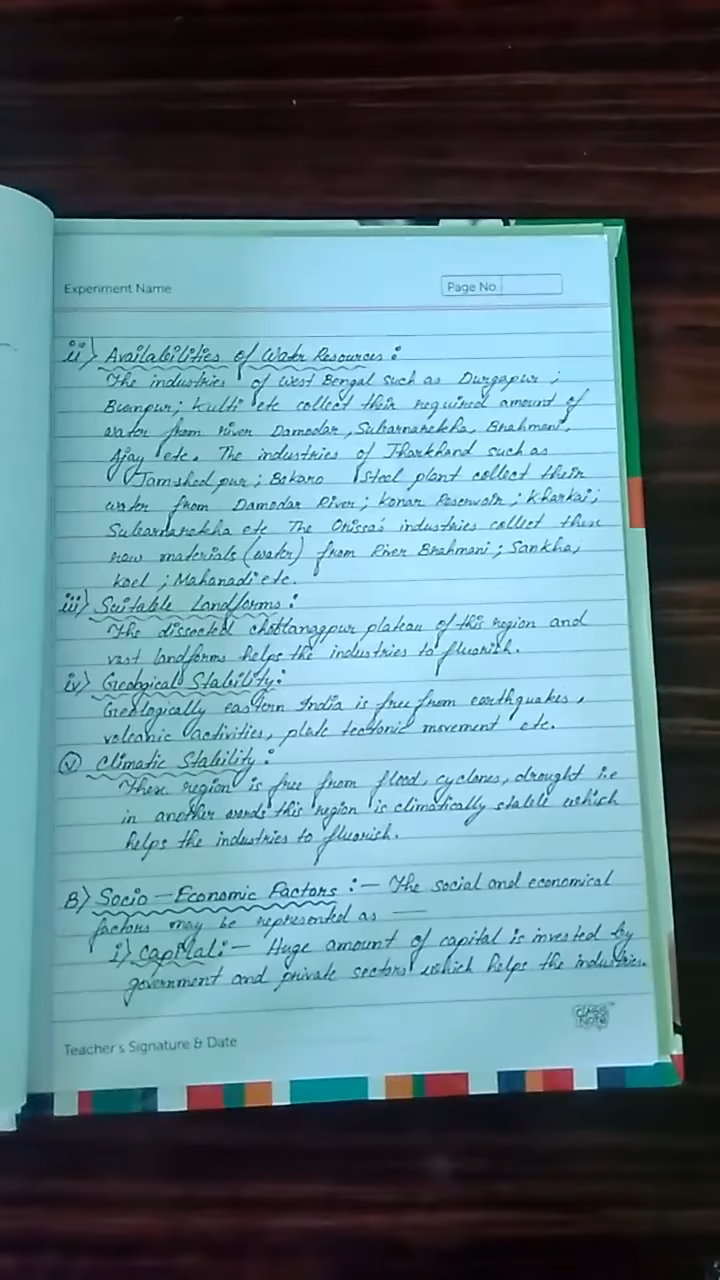 Experiment Name
Page No
ii) Availabilities of Water Resources :
The industries of West Bengal such as Durgapur ;
Burnpur ; Kulti etc collect their required amount of
water from river Damodar, Subarnarekha, Brahmani,
Ajay etc. The industries of Jharkhand such as
Jamshedpur ; Bokaro Steel plant collect their
water from Damodar River ; Konar Reservoir ; Kharkai ;
Subarnarekha etc The Orissa's industries collect their
raw materials (water) from River Brahmani ; Sankha ;
Koel ; Mahanadi etc.
iii) Suitable Landforms :
The dissected chottanagpur plateau of this region and
vast landforms helps the industries to fluorish.
iv) Geological Stability :
Geologically eastern India is free from earthquakes,
volcanic activities, plate tectonic movement etc.
v) Climatic Stability :
These region is free from flood, cyclones, drought i.e
in another words this region is climatically stable which
helps the industries to fluorish.
B) Socio - Economic Factors :- The social and economical
factors may be represented as —
i) Capital :- Huge amount of capital is invested by
government and private sectors which helps the industries.
CLASS
NOTE
Teacher's Signature & Date